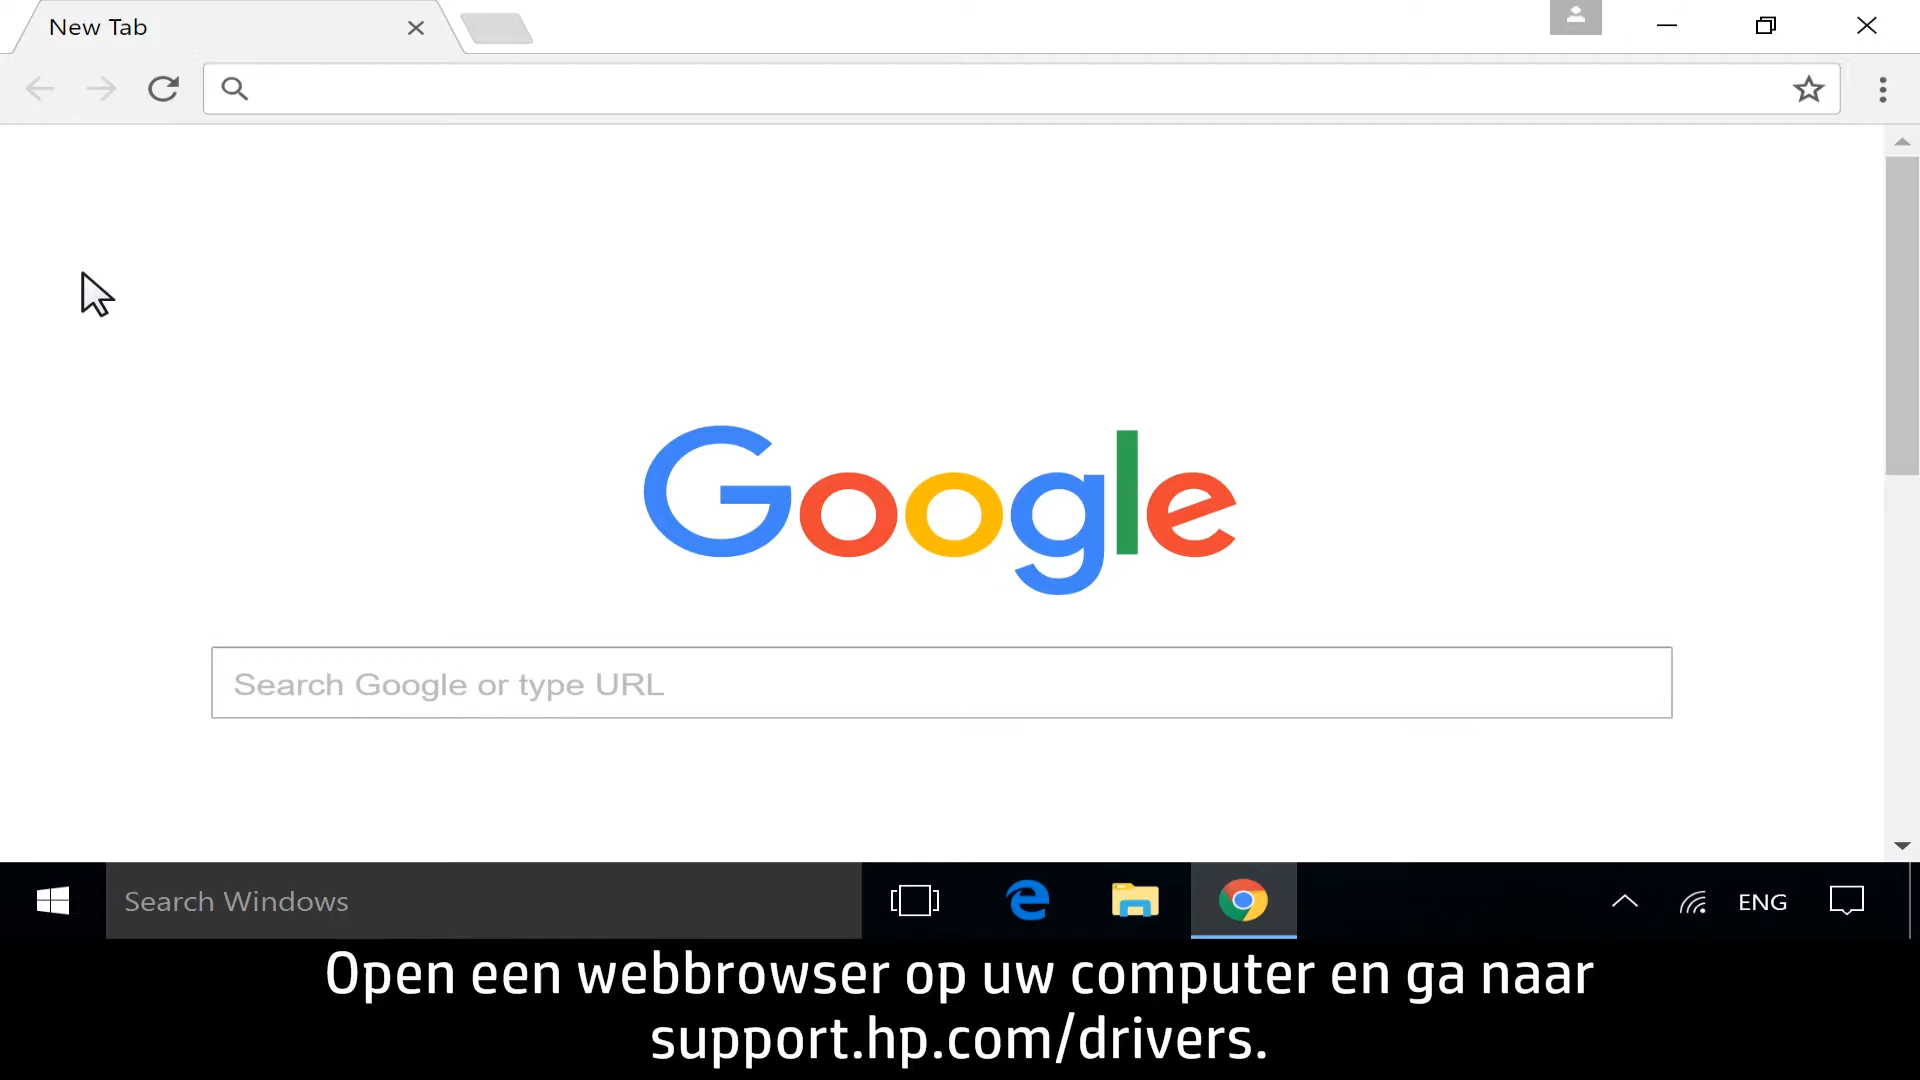 New Tab
Google
Search Google or type URL
Search Windows
ENG
Open een webbrowser op uw computer en ga naar
support.hp.com/drivers.